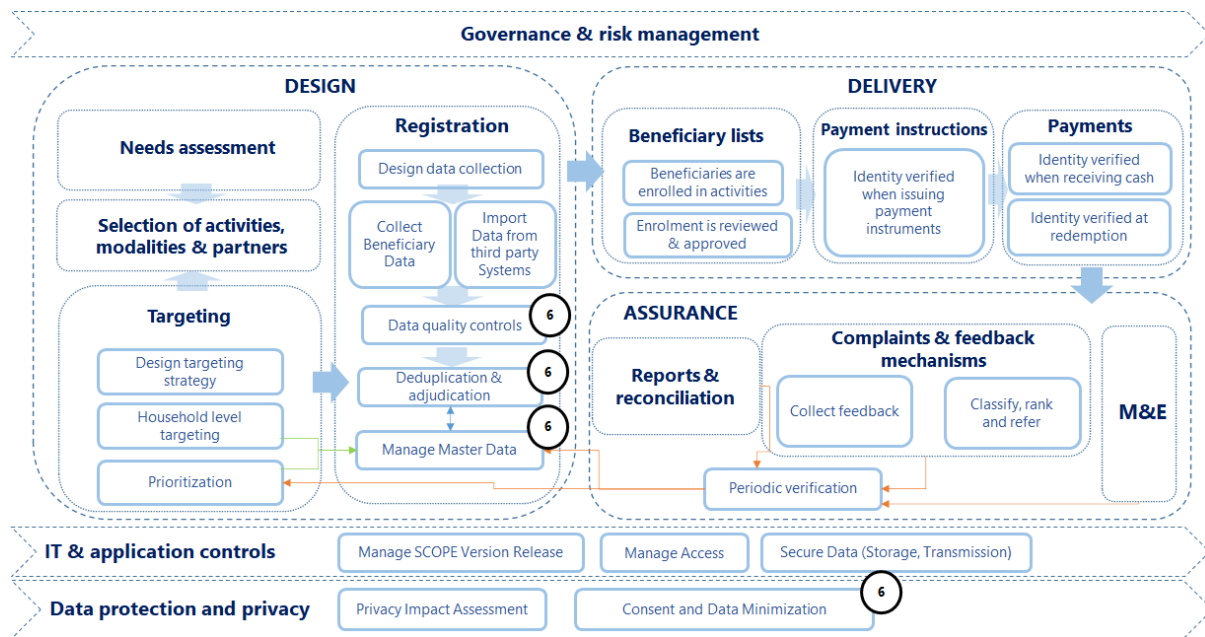 Governance & risk management
DESIGN
Needs assessment
Selection of activities,
modalities & partners
Targeting
Design targeting
strategy
Household level
targeting
Prioritization
Registration
Design data collection
Collect
Beneficiary
Data
Import
Data from
third party
Systems
Data quality controls
6
Deduplication &
adjudication
6
Manage Master Data
6
DELIVERY
Beneficiary lists
Beneficiaries are
enrolled in activities
Enrolment is reviewed
& approved
Payment instructions
Identity verified
when issuing
payment
instruments
Payments
Identity verified
when receiving cash
Identity verified at
redemption
ASSURANCE
Reports &
reconciliation
Complaints & feedback
mechanisms
Collect feedback
Classify, rank
and refer
M&E
Periodic verification
IT & application controls
Manage SCOPE Version Release
Manage Access
Secure Data (Storage, Transmission)
Data protection and privacy
Privacy Impact Assessment
Consent and Data Minimization
6